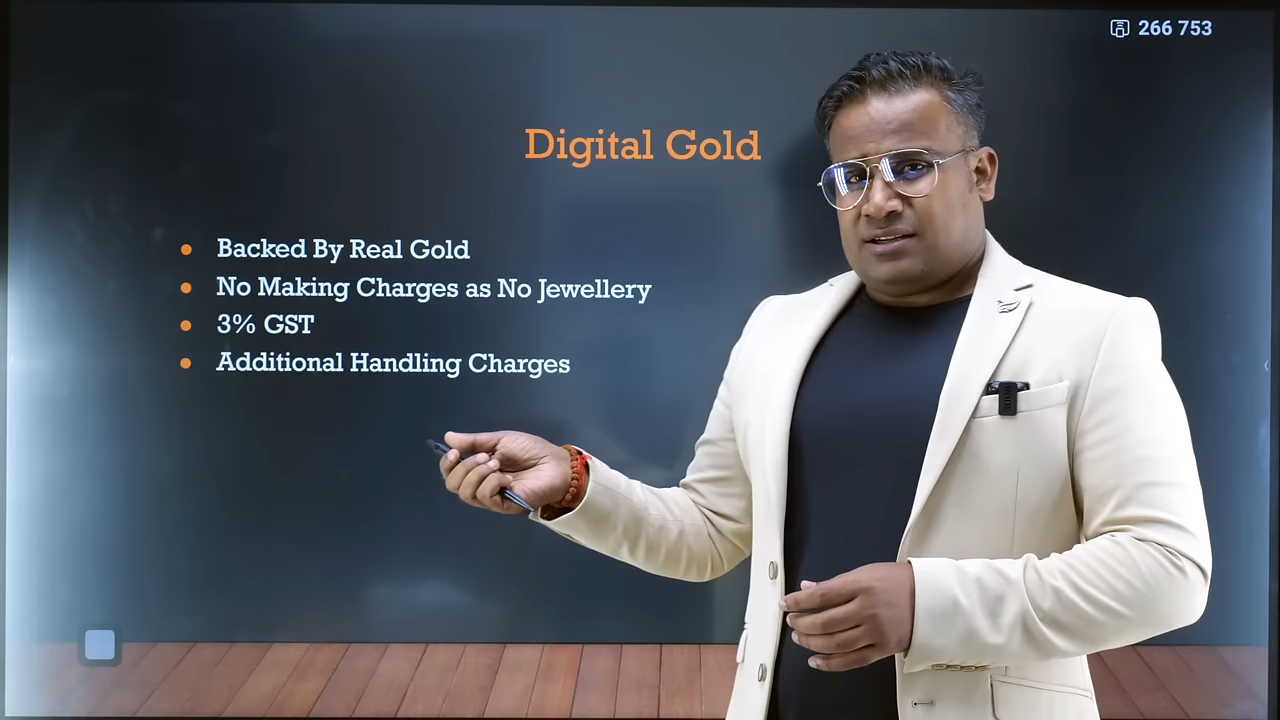 266 753
Digital Gold
Backed By Real Gold
No Making Charges as No Jewellery
3% GST
Additional Handling Charges